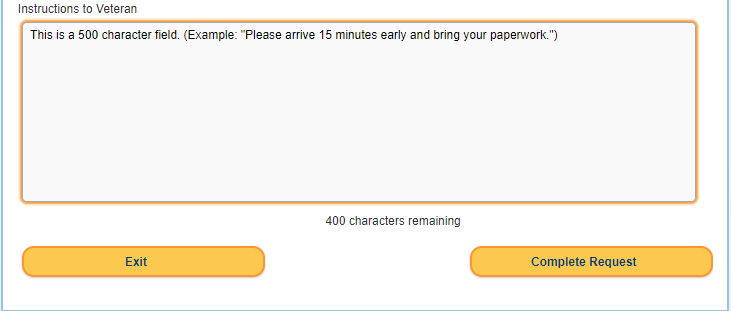 Instructions to Veteran
This is a 500 character field. (Example: "Please arrive 15 minutes early and bring your paperwork.")
400 characters remaining
Exit
Complete Request